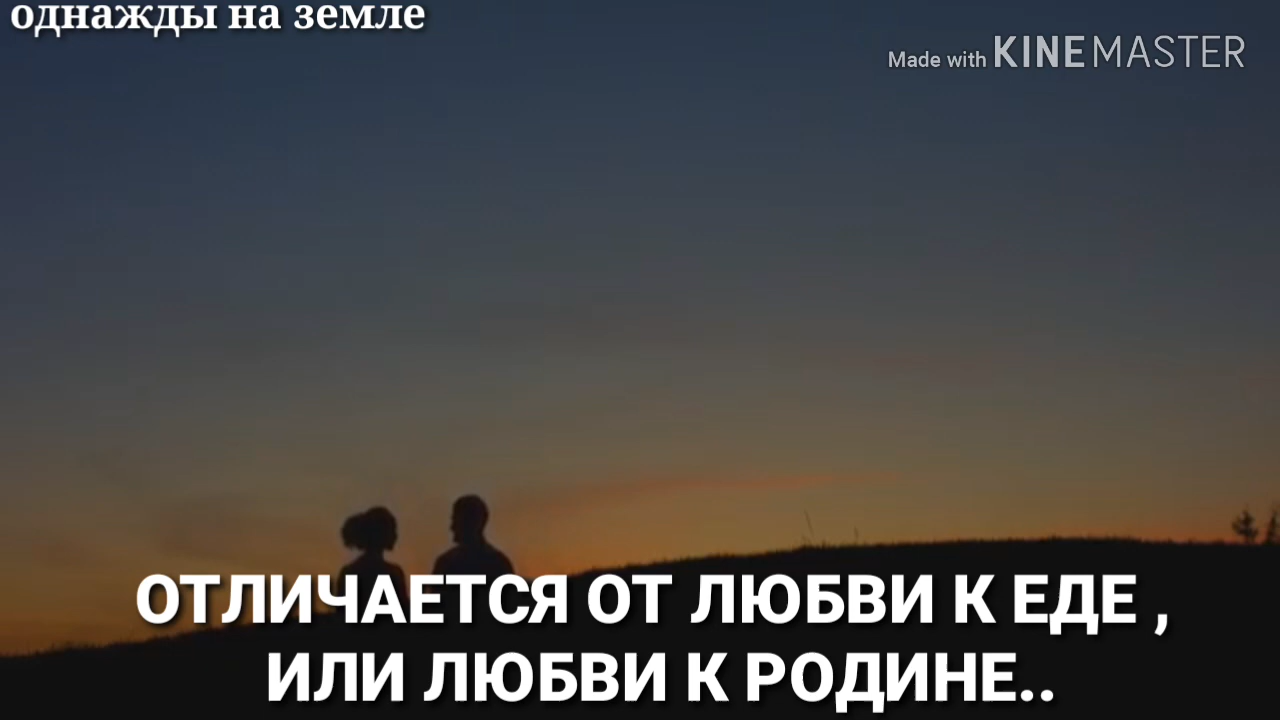 однажды на земле
Made with KINEMASTER
ОТЛИЧАЕТСЯ ОТ ЛЮБВИ К ЕДЕ ,
ИЛИ ЛЮБВИ К РОДИНЕ..